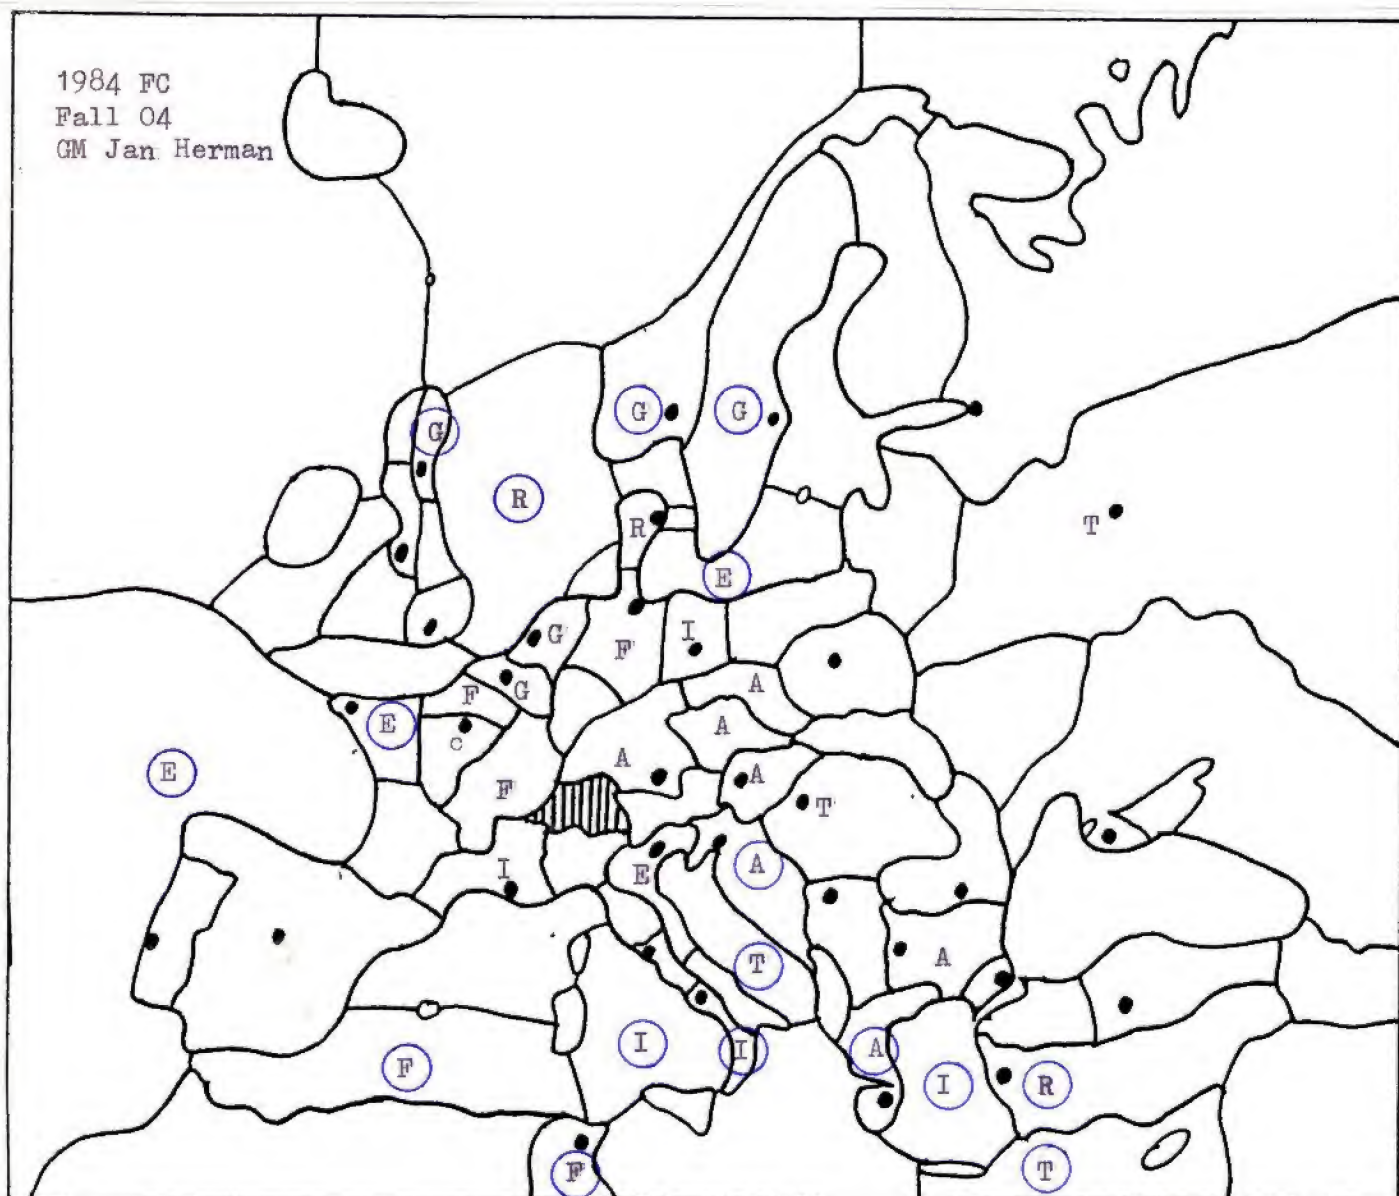 1984 FC
Fall 04
GM Jan Herman
G G G
R R
T
E
G F I
F G A
E A
c
E A A T
F
I E A
A
T
F I I A I R
F T